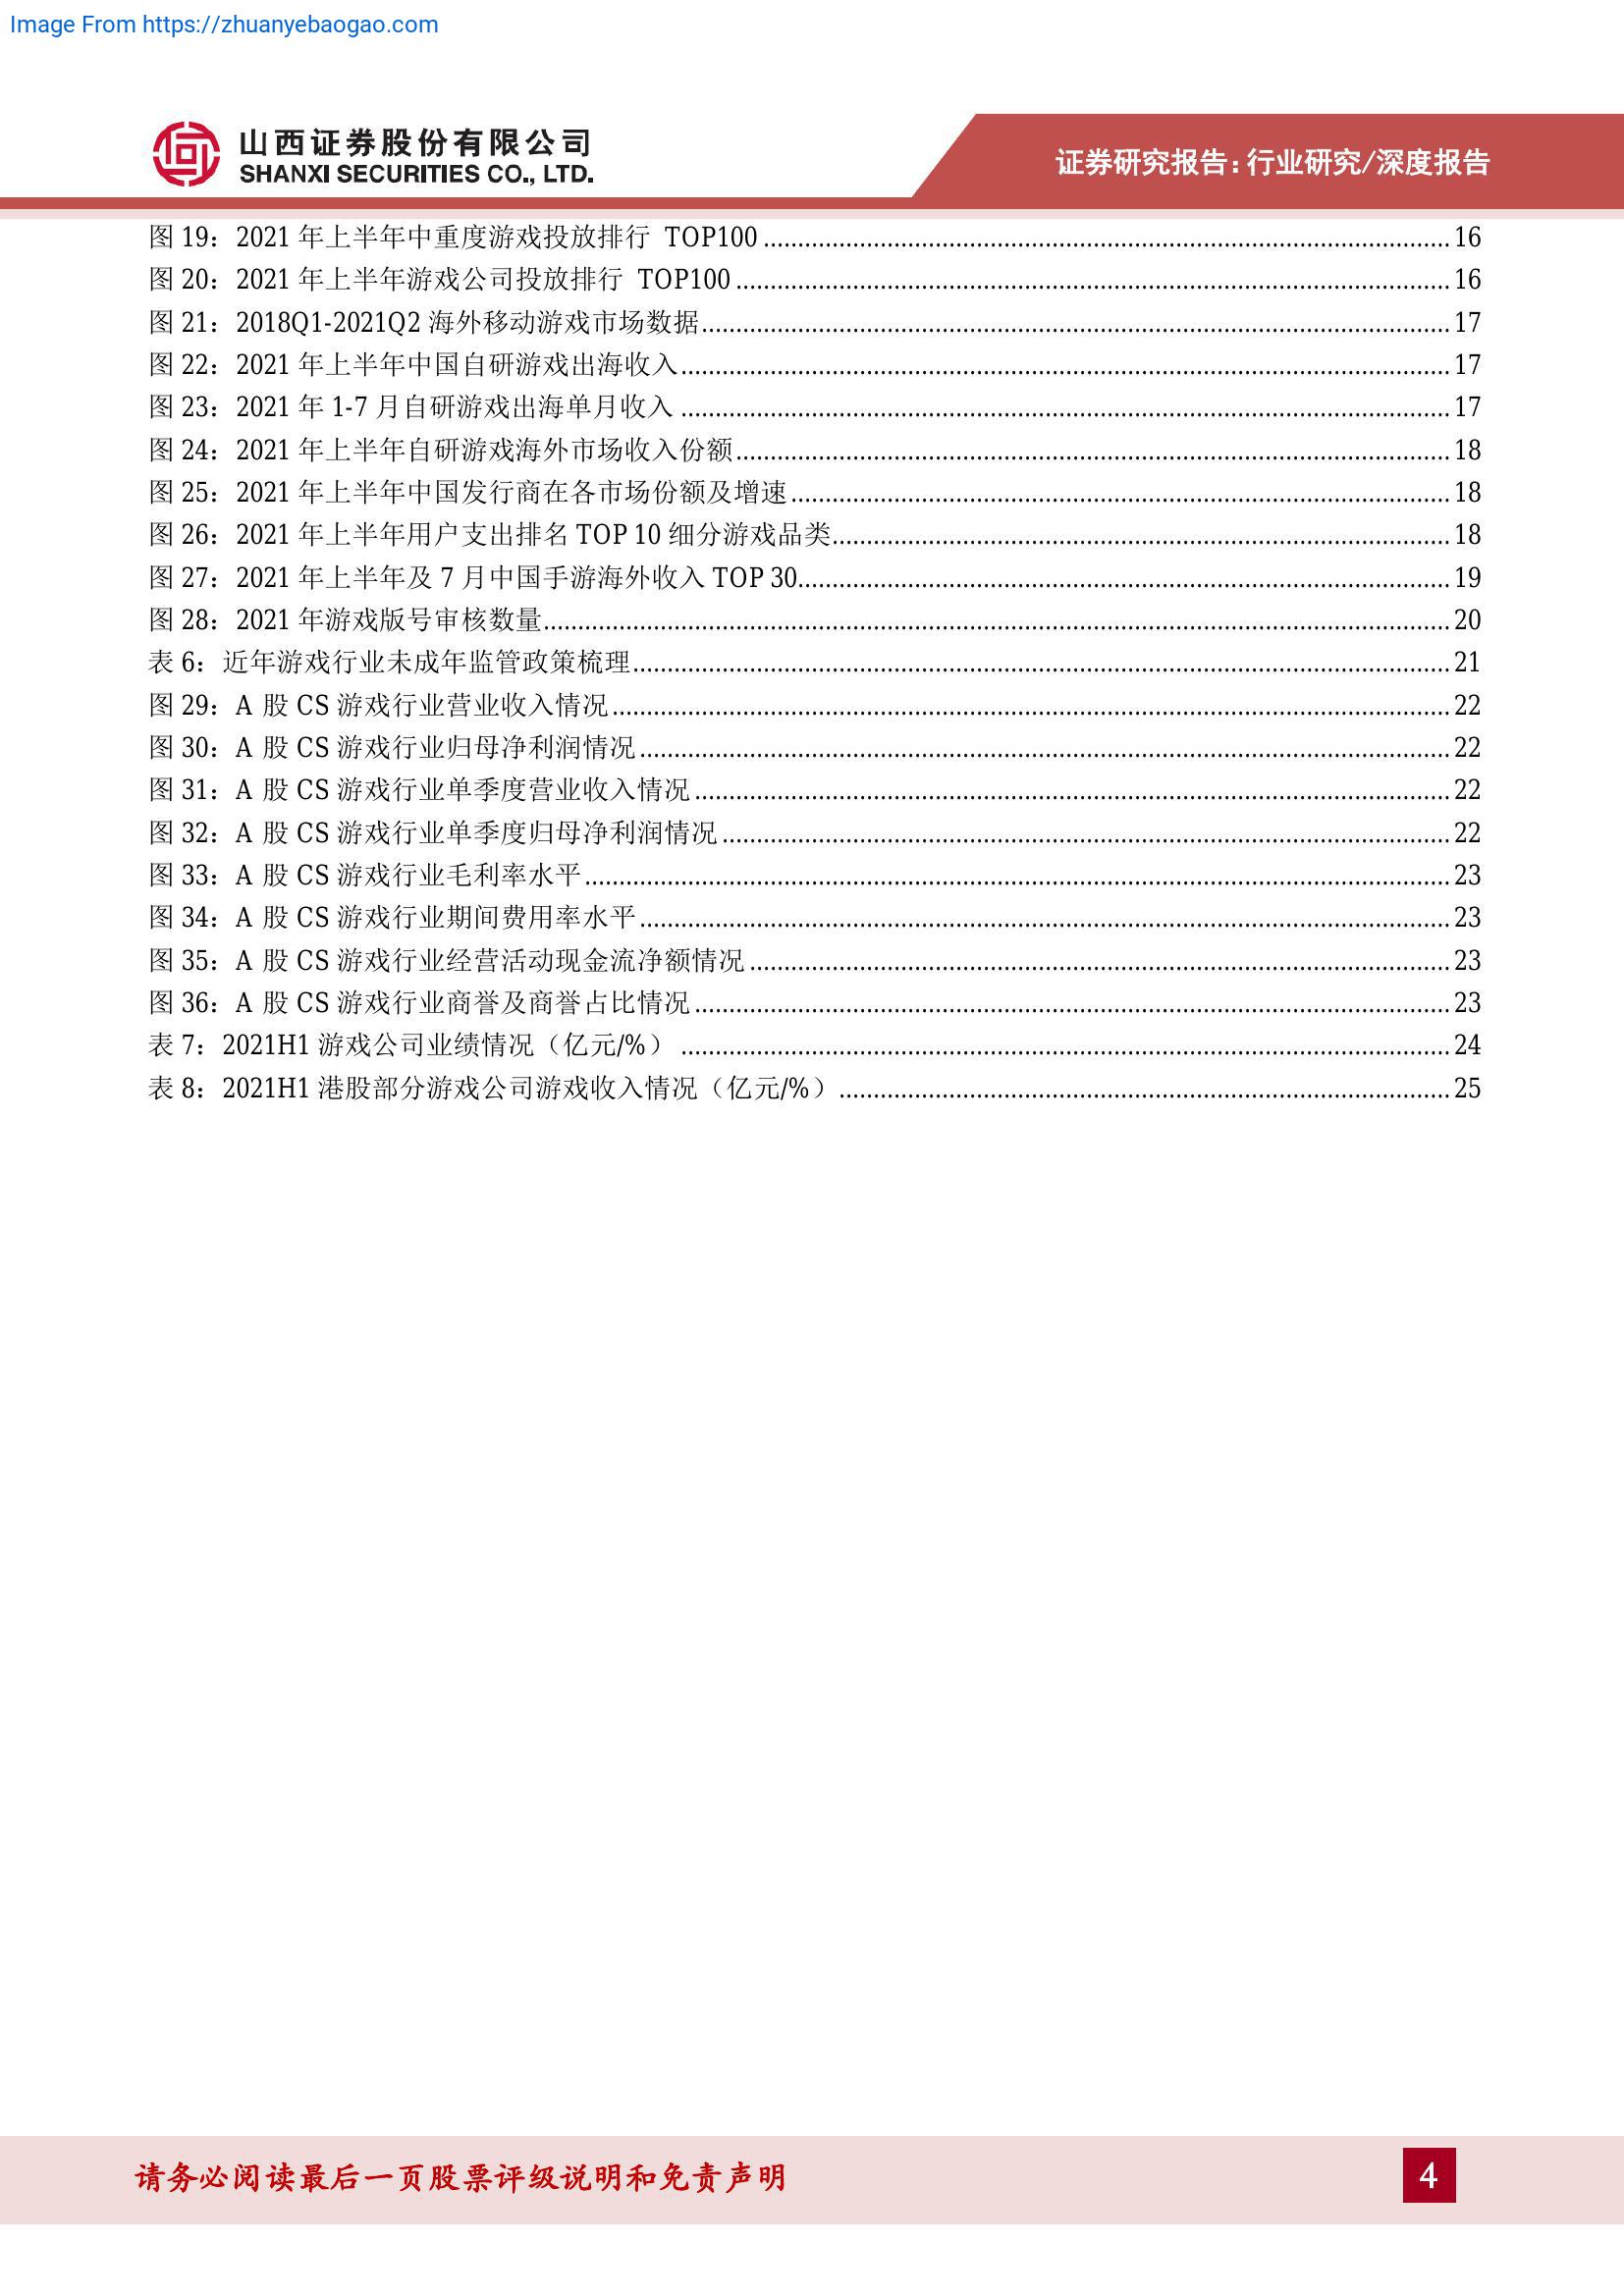 Image From https://zhuanyebaogao.com
山西证券股份有限公司
SHANXI SECURITIES CO., LTD.
证券研究报告:行业研究/深度报告
图 19：2021 年上半年中重度游戏投放排行 TOP100 16
图 20：2021 年上半年游戏公司投放排行 TOP100 16
图 21：2018Q1-2021Q2 海外移动游戏市场数据 17
图 22：2021 年上半年中国自研游戏出海收入 17
图 23：2021 年 1-7 月自研游戏出海单月收入 17
图 24：2021 年上半年自研游戏海外市场收入份额 18
图 25：2021 年上半年中国发行商在各市场份额及增速 18
图 26：2021 年上半年用户支出排名 TOP 10 细分游戏品类 18
图 27：2021 年上半年及 7 月中国手游海外收入 TOP 30 19
图 28：2021 年游戏版号审核数量 20
表 6：近年游戏行业未成年监管政策梳理 21
图 29：A 股 CS 游戏行业营业收入情况 22
图 30：A 股 CS 游戏行业归母净利润情况 22
图 31：A 股 CS 游戏行业单季度营业收入情况 22
图 32：A 股 CS 游戏行业单季度归母净利润情况 22
图 33：A 股 CS 游戏行业毛利率水平 23
图 34：A 股 CS 游戏行业期间费用率水平 23
图 35：A 股 CS 游戏行业经营活动现金流净额情况 23
图 36：A 股 CS 游戏行业商誉及商誉占比情况 23
表 7：2021H1 游戏公司业绩情况（亿元/%） 24
表 8：2021H1 港股部分游戏公司游戏收入情况（亿元/%） 25
请务必阅读最后一页股票评级说明和免责声明
4